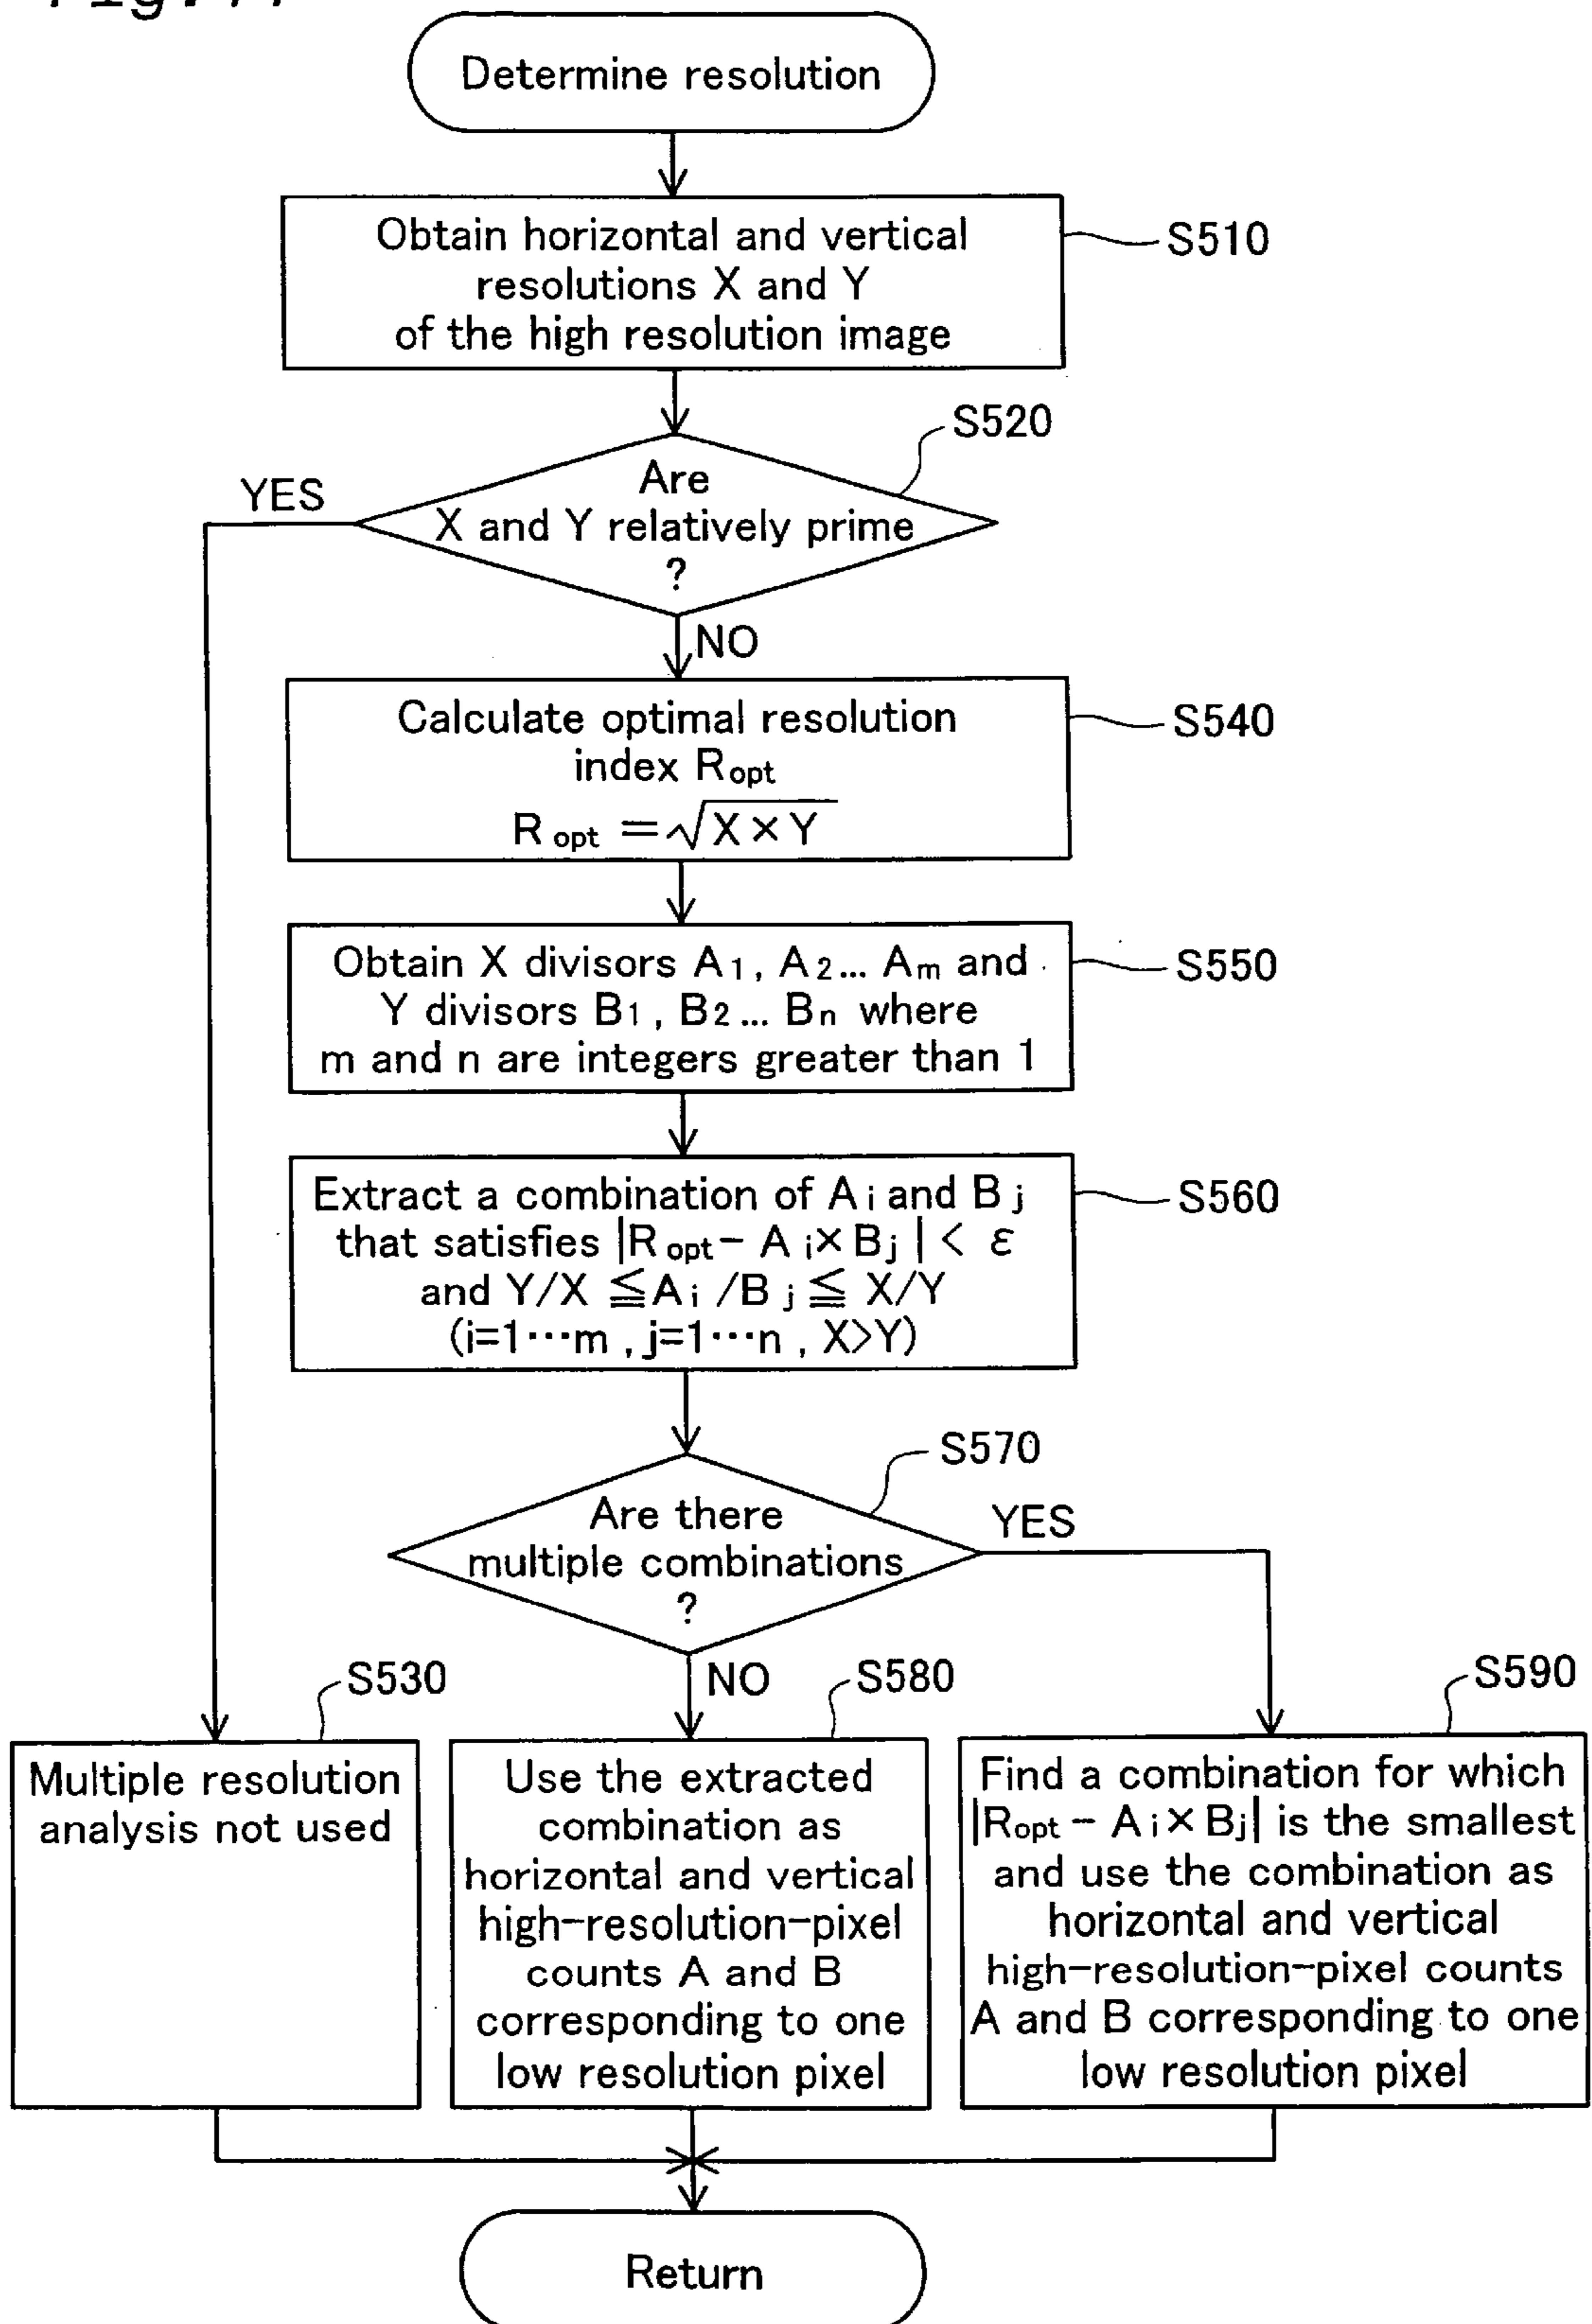 Determine resolution
Obtain horizontal and vertical
resolutions X and Y
of the high resolution image
S510
S520
Are
X and Y relatively prime
?
YES
NO
Calculate optimal resolution
index Ropt
Ropt = √X × Y
S540
Obtain X divisors A1, A2... Am and
Y divisors B1, B2... Bn where
m and n are integers greater than 1
S550
Extract a combination of Ai and Bj
that satisfies |Ropt - Ai × Bj| < ε
and Y/X ≦ Ai /Bj ≦ X/Y
(i=1…m , j=1…n , X>Y)
S560
S570
Are there
multiple combinations
?
YES
NO
S530
Multiple resolution
analysis not used
S580
Use the extracted
combination as
horizontal and vertical
high-resolution-pixel
counts A and B
corresponding to one
low resolution pixel
S590
Find a combination for which
|Ropt - Ai × Bj| is the smallest
and use the combination as
horizontal and vertical
high-resolution-pixel counts
A and B corresponding to one
low resolution pixel
Return